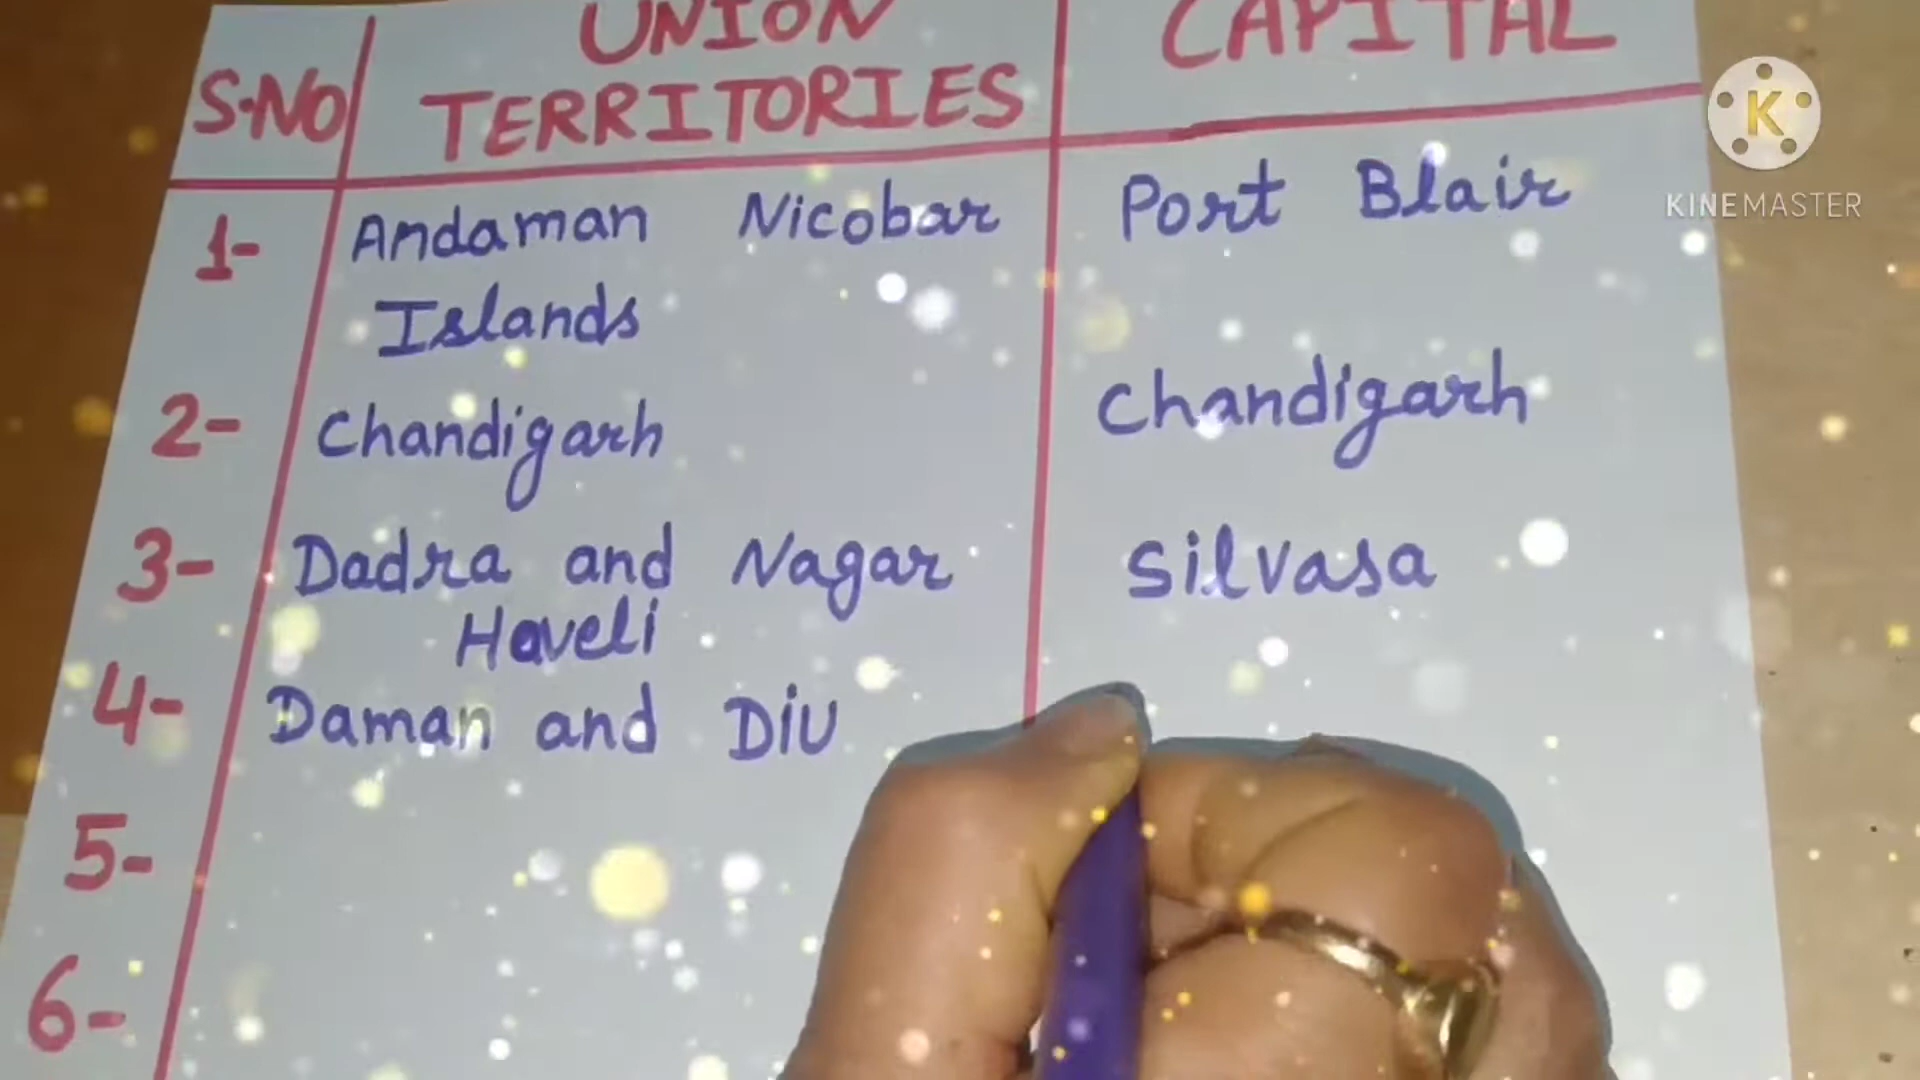 UNION CAPITAL
S.NO TERRITORIES
1- Andaman Nicobar Port Blair
Islands
2- Chandigarh Chandigarh
3- Dadra and Nagar Silvasa
Haveli
4- Daman and Diu
5-
6-
K
KINEMASTER